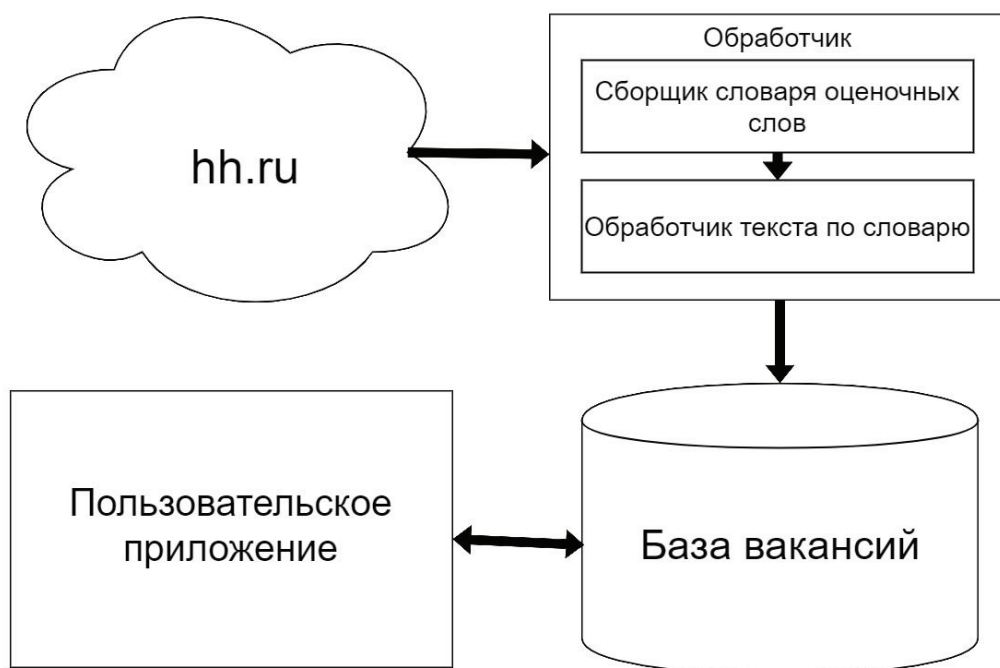 hh.ru
Обработчик
Сборщик словаря оценочных
слов
Обработчик текста по словарю
Пользовательское
приложение
База вакансий